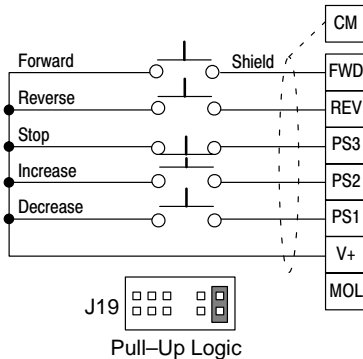 CM
Forward
Shield
FWD
Reverse
REV
Stop
PS3
Increase
PS2
Decrease
PS1
V+
MOL
J19
Pull–Up Logic